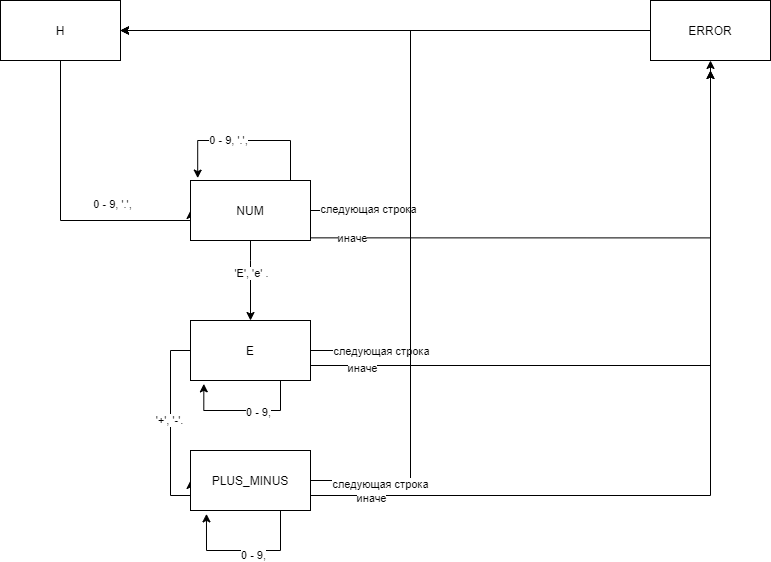 H
ERROR
0 - 9, '.',
0 - 9, '.',
NUM
следующая строка
иначе
'E', 'e' .
E
следующая строка
иначе
0 - 9,
'+', '-'.
PLUS_MINUS
следующая строка
иначе
0 - 9,